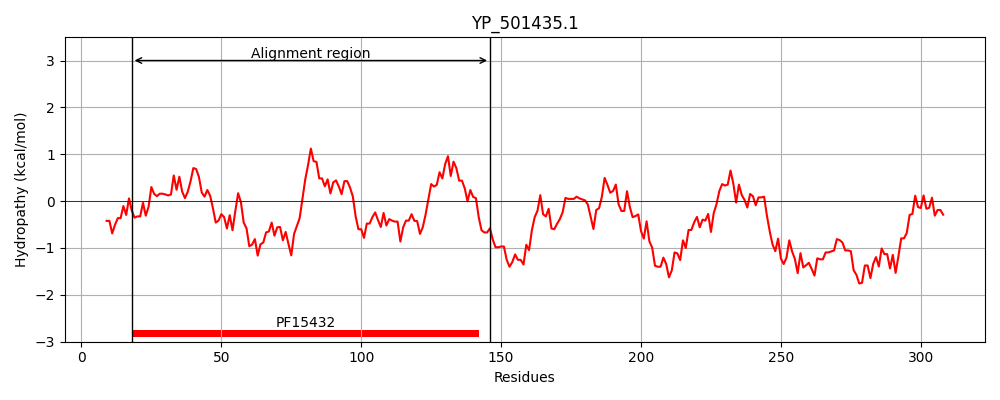 YP_501435.1
Alignment region
3
2
1
0
−1
−2
−3
Hydropathy (kcal/mol)
PF15432
0 50 100 150 200 250 300
Residues